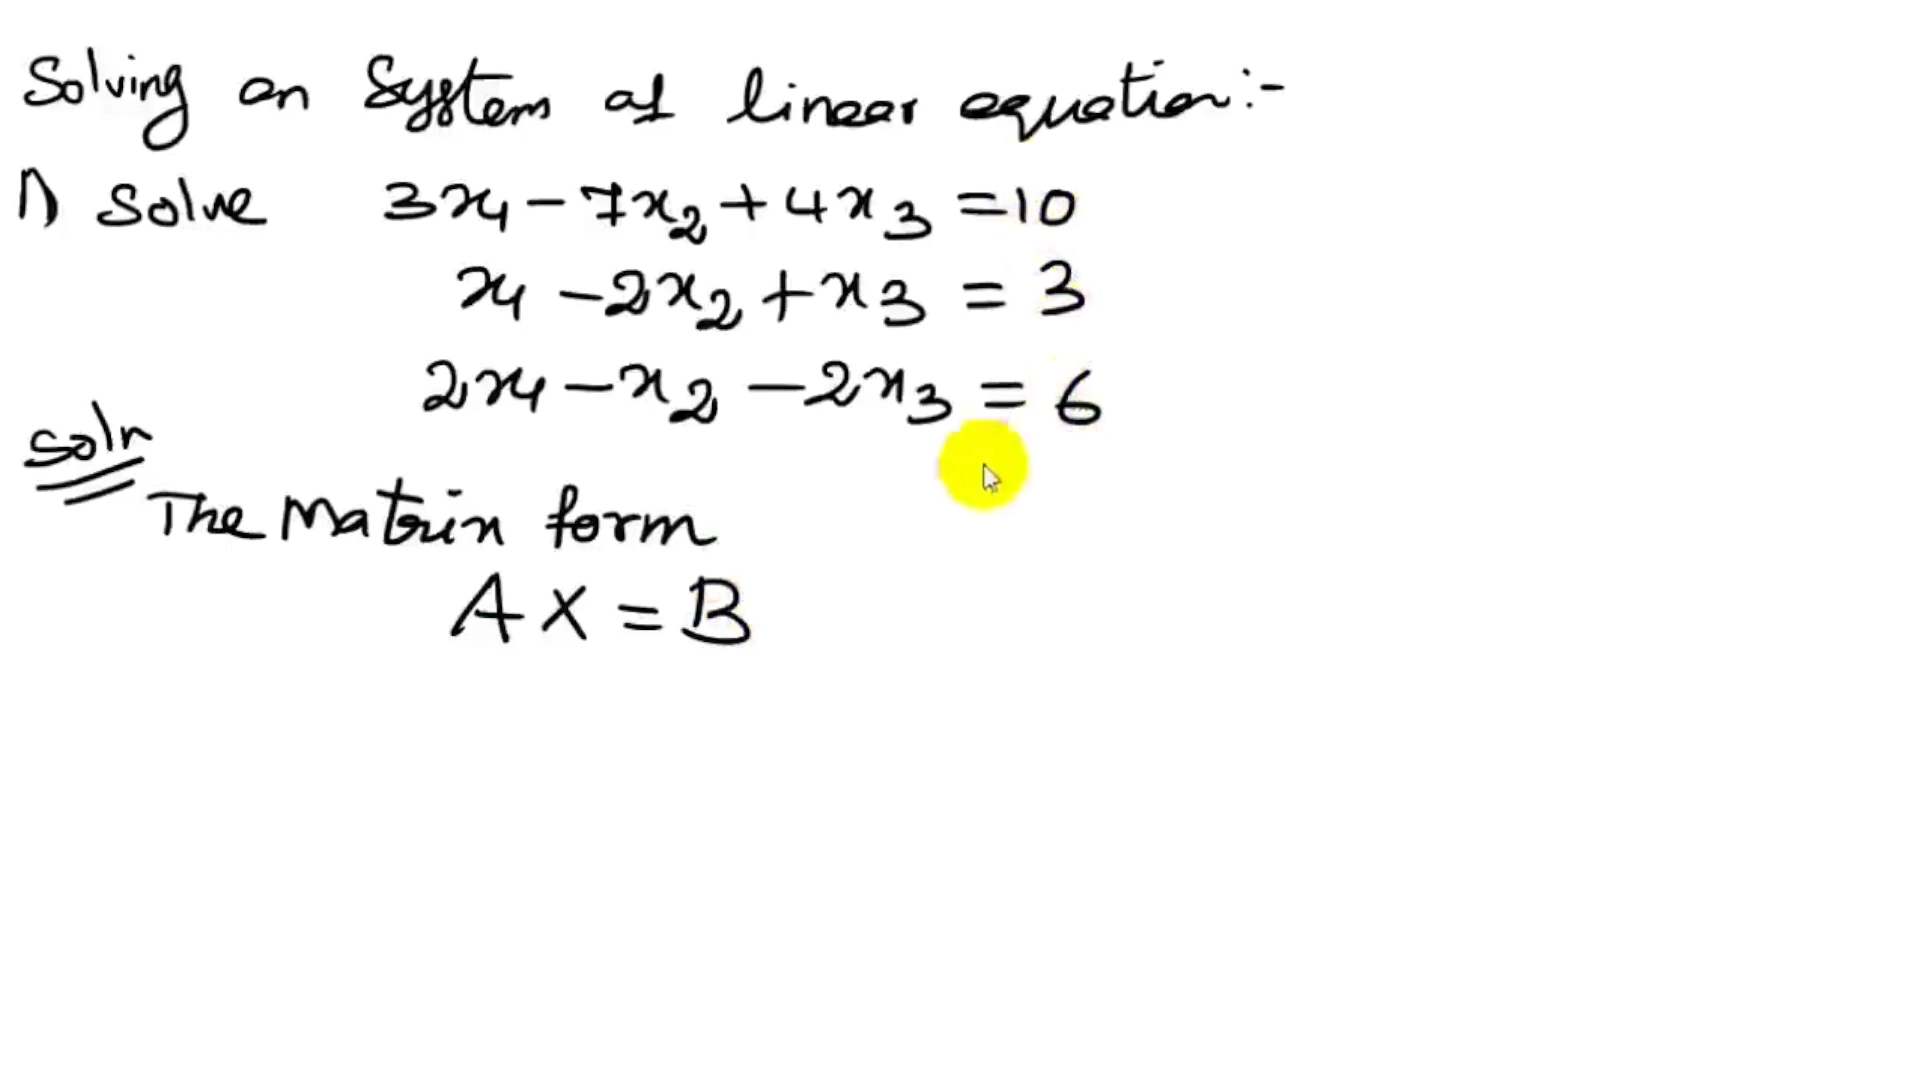 Solving an System of linear equation:-
1) Solve 3x₁ - 7x₂ + 4x₃ = 10
x₁ - 2x₂ + x₃ = 3
2x₁ - x₂ - 2x₃ = 6
Soln
The Matrix form
AX = B